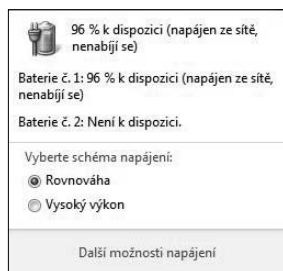 96 % k dispozici (napájen ze sítě,
nenabíjí se)
Baterie č. 1: 96 % k dispozici (napájen ze sítě,
nenabíjí se)
Baterie č. 2: Není k dispozici.
Vyberte schéma napájení:
Rovnováha
Vysoký výkon
Další možnosti napájení